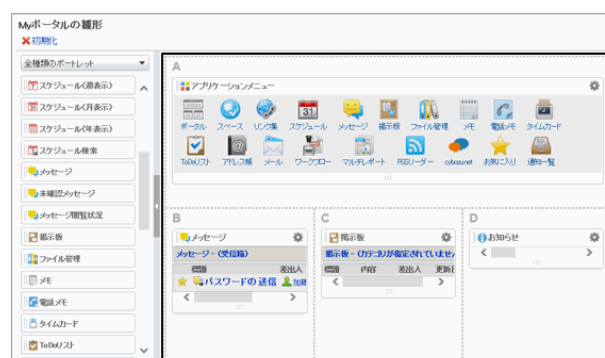 Myポータルの雛形
初期化
全種類のポートレット
スケジュール(週表示)
スケジュール(月表示)
スケジュール(年表示)
スケジュール検索
メッセージ
未確認メッセージ
メッセージ閲覧状況
掲示板
ファイル管理
メモ
電話メモ
タイムカード
ToDoリスト
A
アプリケーションメニュー
ポータル スペース リンク集 スケジュール メッセージ 掲示板 ファイル管理 メモ 電話メモ タイムカード
ToDoリスト アドレス帳 メール ワークフロー マルチレポート RSSリーダー cybozu.net お気に入り 通知一覧
B
メッセージ
メッセージ - (受信箱)
標題 差出人
パスワードの送信 加藤
C
掲示板
掲示板 - (カテゴリが指定されていません
標題 内容 差出人 更新日
D
お知らせ